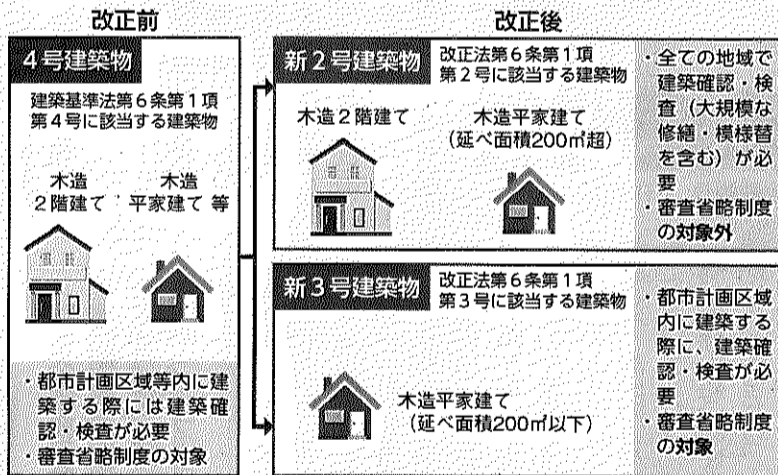 改正前
4号建築物
建築基準法第6条第1項
第4号に該当する建築物
木造
2階建て
木造
平家建て 等
・都市計画区域等内に建
築する際には建築確
認・検査が必要
・審査省略制度の対象
改正後
新2号建築物
改正法第6条第1項
第2号に該当する建築物
木造2階建て
木造平家建て
(延べ面積200㎡超)
・全ての地域で
建築確認・検
査(大規模な
修繕・模様替
を含む)が必
要
・審査省略制度
の対象外
新3号建築物
改正法第6条第1項
第3号に該当する建築物
木造平家建て
(延べ面積200㎡以下)
・都市計画区域
内に建築する
際に、建築確
認・検査が必
要
・審査省略制度
の対象